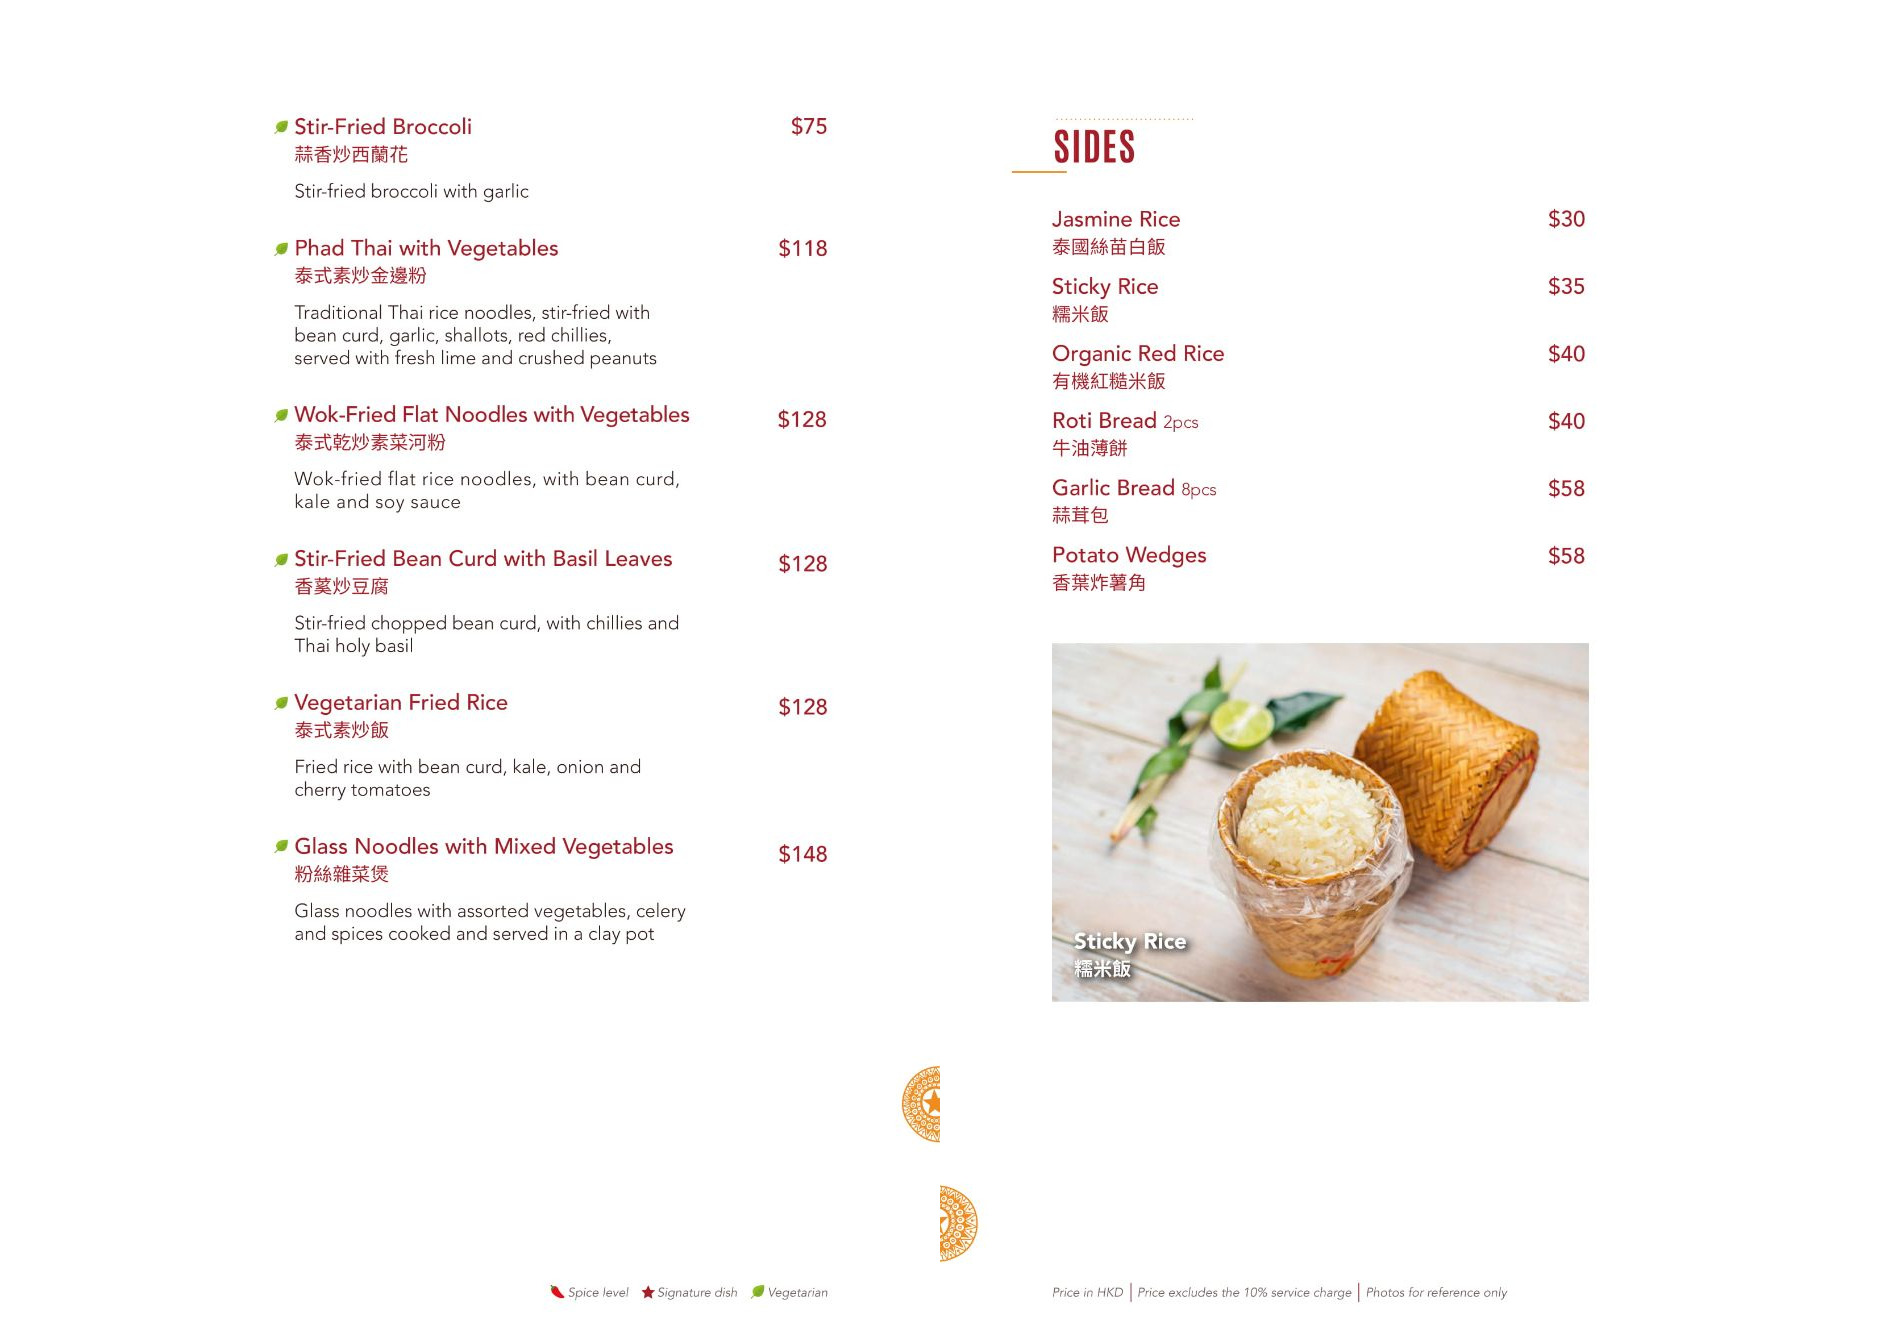 Stir-Fried Broccoli $75
蒜香炒西蘭花
Stir-fried broccoli with garlic
Phad Thai with Vegetables $118
泰式素炒金邊粉
Traditional Thai rice noodles, stir-fried with
bean curd, garlic, shallots, red chillies,
served with fresh lime and crushed peanuts
Wok-Fried Flat Noodles with Vegetables $128
泰式乾炒素菜河粉
Wok-fried flat rice noodles, with bean curd,
kale and soy sauce
Stir-Fried Bean Curd with Basil Leaves $128
香葉炒豆腐
Stir-fried chopped bean curd, with chillies and
Thai holy basil
Vegetarian Fried Rice $128
泰式素炒飯
Fried rice with bean curd, kale, onion and
cherry tomatoes
Glass Noodles with Mixed Vegetables $148
粉絲雜菜煲
Glass noodles with assorted vegetables, celery
and spices cooked and served in a clay pot
Spice level Signature dish Vegetarian
SIDES
Jasmine Rice $30
泰國絲苗白飯
Sticky Rice $35
糯米飯
Organic Red Rice $40
有機紅糙米飯
Roti Bread 2pcs $40
牛油薄餅
Garlic Bread 8pcs $58
蒜茸包
Potato Wedges $58
香葉炸薯角
Sticky Rice
糯米飯
Price in HKD | Price excludes the 10% service charge | Photos for reference only